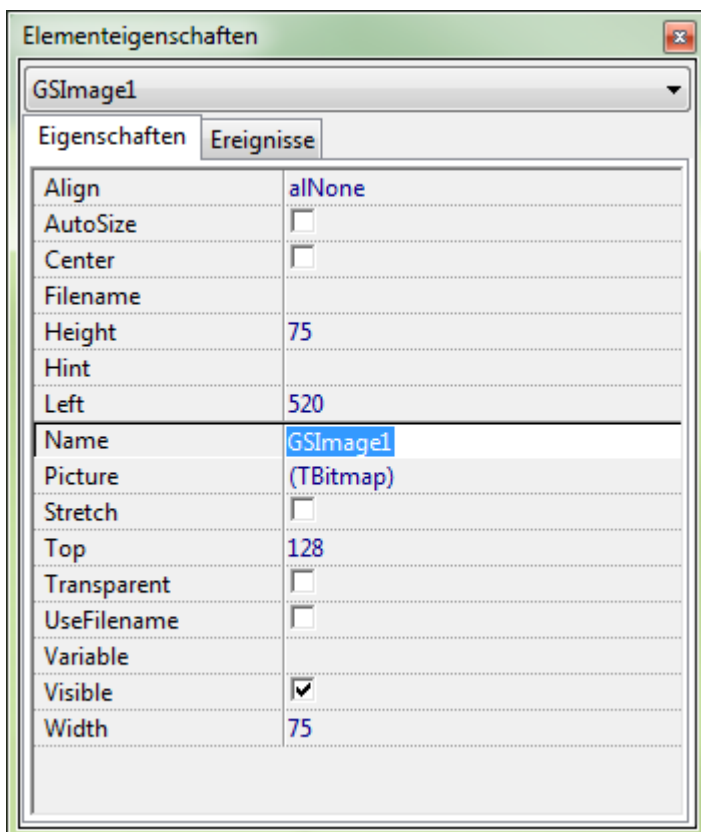 Elementeigenschaften
GSImage1
Eigenschaften Ereignisse
Align alNone
AutoSize
Center
Filename
Height 75
Hint
Left 520
Name GSImage1
Picture (TBitmap)
Stretch
Top 128
Transparent
UseFilename
Variable
Visible
Width 75